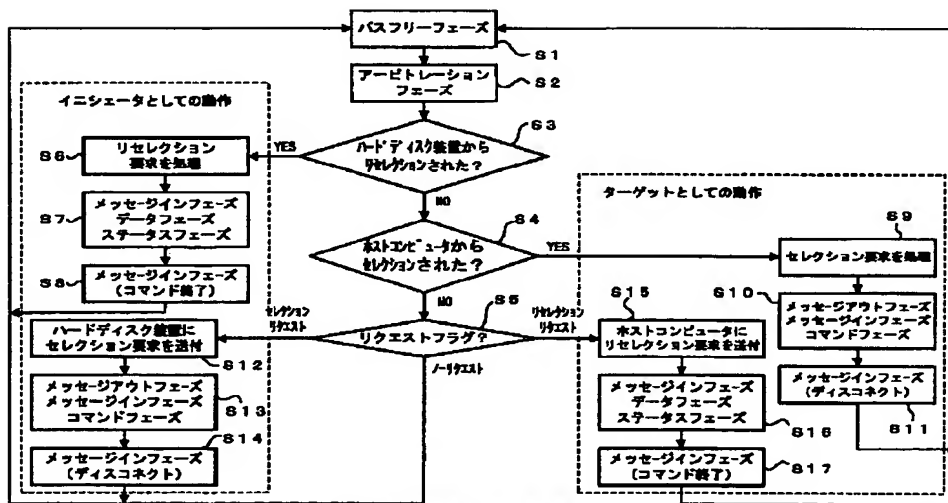 バスフリーフェーズ
S1
アービトレーション
フェーズ
S2
イニシェータとしての動作
S3
ハードディスク装置から
リセレクションされた?
YES
NO
S6
リセレクション
要求を処理
S7
メッセージインフェーズ
データフェーズ
ステータスフェーズ
S8
メッセージインフェーズ
(コマンド終了)
S4
ホストコンピュータから
セレクションされた?
YES
NO
ターゲットとしての動作
S9
セレクション要求を処理
S10
メッセージアウトフェーズ
メッセージインフェーズ
コマンドフェーズ
メッセージインフェーズ
(ディスコネクト)
S11
S5
リクエストフラグ?
セレクション
リクエスト
リセレクション
リクエスト
ノーリクエスト
ハードディスク装置に
セレクション要求を送付
S12
メッセージアウトフェーズ
メッセージインフェーズ
コマンドフェーズ
S13
S14
メッセージインフェーズ
(ディスコネクト)
S15
ホストコンピュータに
リセレクション要求を送付
メッセージインフェーズ
データフェーズ
ステータスフェーズ
S16
メッセージインフェーズ
(コマンド終了)
S17